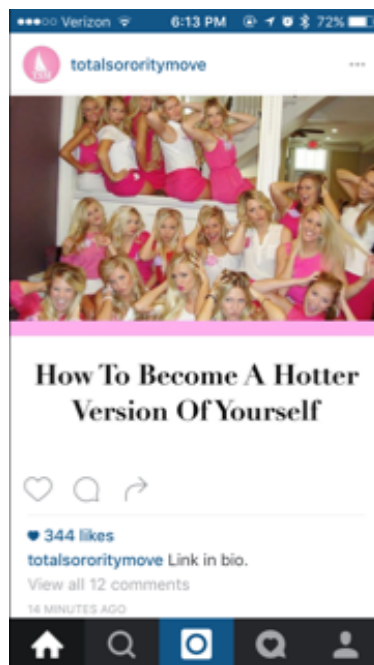 Verizon 6:13 PM 72%
TSM
totalsororitymove
How To Become A Hotter
Version Of Yourself
344 likes
totalsororitymove Link in bio.
View all 12 comments
14 MINUTES AGO